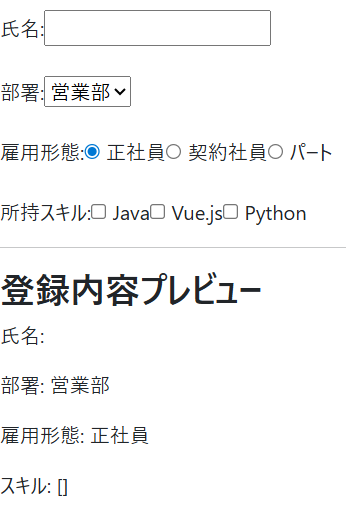 氏名:
部署: 営業部
雇用形態: 正社員 契約社員 パート
所持スキル: Java Vue.js Python
登録内容プレビュー
氏名:
部署: 営業部
雇用形態: 正社員
スキル: []